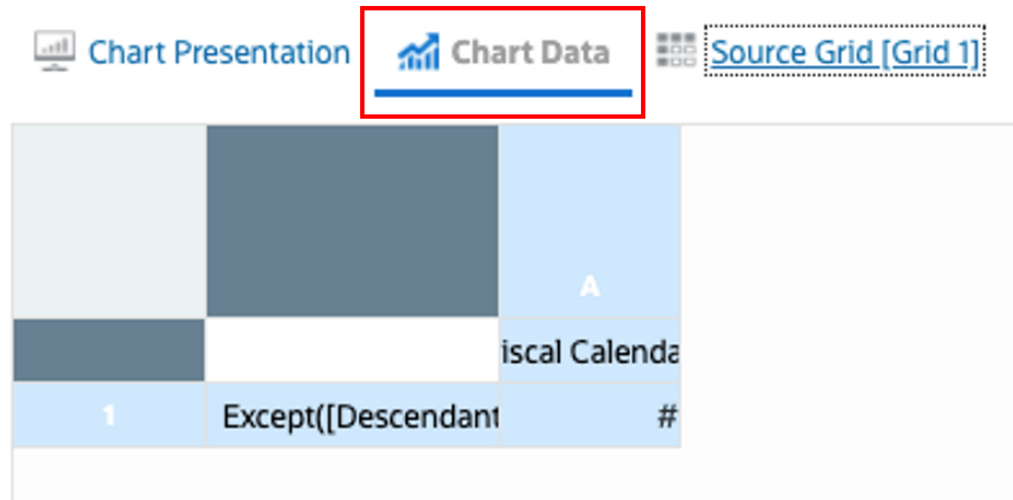 Chart Presentation Chart Data Source Grid [Grid 1]
A
iscal Calenda
1 Except([Descendant #